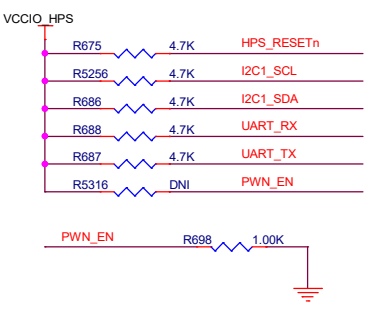 VCCIO_HPS
R675 4.7K HPS_RESETn
R5256 4.7K I2C1_SCL
R686 4.7K I2C1_SDA
R688 4.7K UART_RX
R687 4.7K UART_TX
R5316 DNI PWN_EN
PWN_EN R698 1.00K